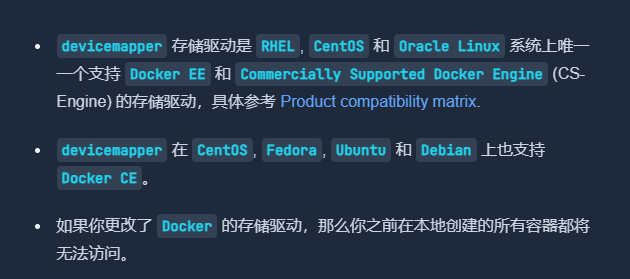 devicemapper 存储驱动是 RHEL, CentOS 和 Oracle Linux 系统上唯一
一个支持 Docker EE 和 Commercially Supported Docker Engine (CS-
Engine) 的存储驱动，具体参考 Product compatibility matrix.
devicemapper 在 CentOS, Fedora, Ubuntu 和 Debian 上也支持
Docker CE。
如果你更改了 Docker 的存储驱动，那么你之前在本地创建的所有容器都将
无法访问。